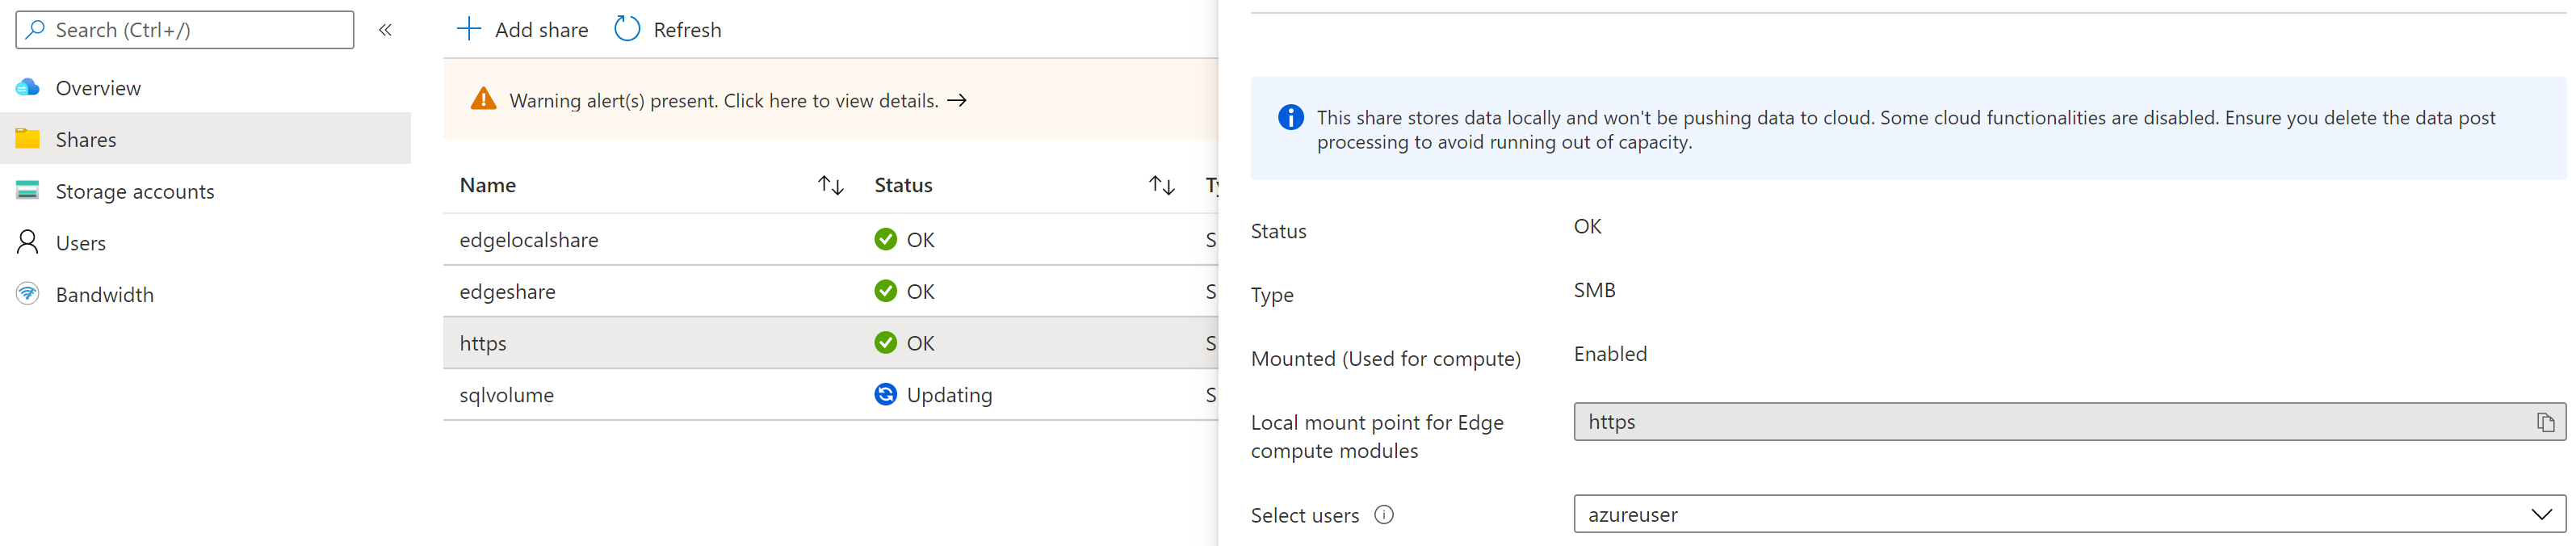 Search (Ctrl+/)
Overview
Shares
Storage accounts
Users
Bandwidth
Add share Refresh
Warning alert(s) present. Click here to view details.
Name Status
edgelocalshare OK S
edgeshare OK S
https OK S
sqlvolume Updating S
This share stores data locally and won't be pushing data to cloud. Some cloud functionalities are disabled. Ensure you delete the data post
processing to avoid running out of capacity.
Status OK
Type SMB
Mounted (Used for compute) Enabled
Local mount point for Edge
compute modules
https
Select users azureuser